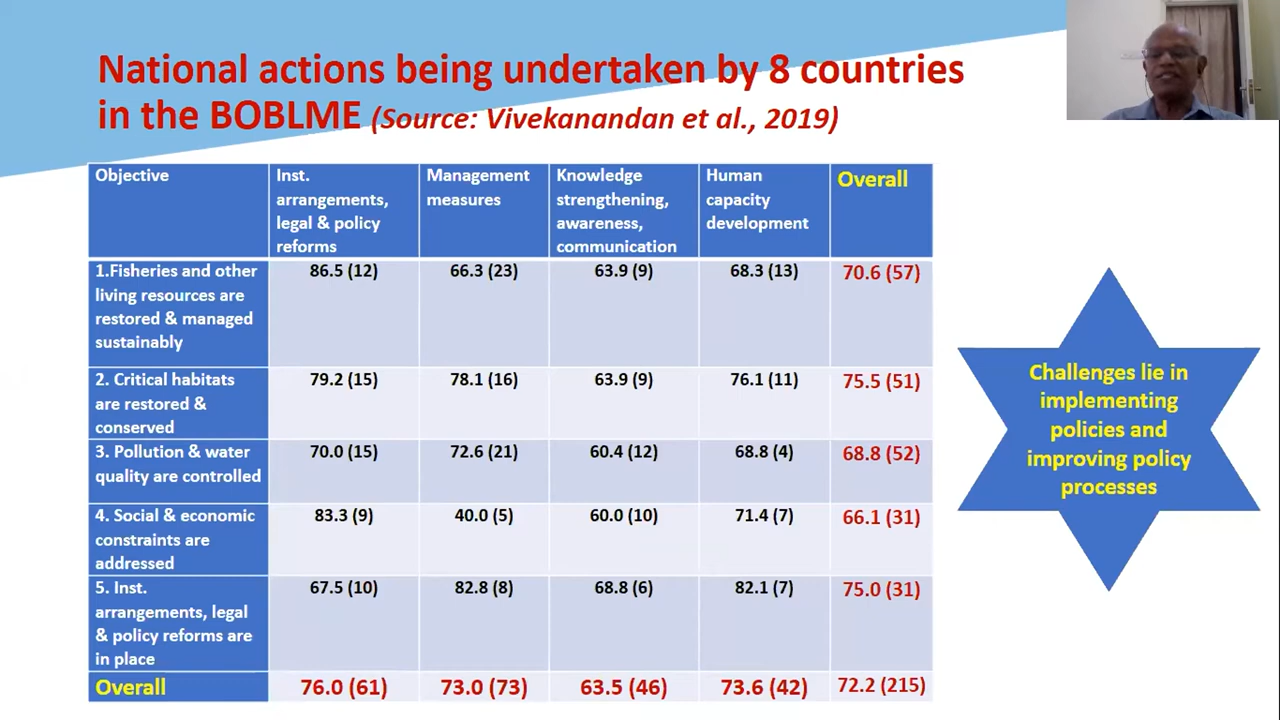 National actions being undertaken by 8 countries
in the BOBLME (Source: Vivekanandan et al., 2019)
Objective
Inst.
arrangements,
legal & policy
reforms
Management
measures
Knowledge
strengthening,
awareness,
communication
Human
capacity
development
Overall
1.Fisheries and other
living resources are
restored & managed
sustainably
86.5 (12)
66.3 (23)
63.9 (9)
68.3 (13)
70.6 (57)
2. Critical habitats
are restored &
conserved
79.2 (15)
78.1 (16)
63.9 (9)
76.1 (11)
75.5 (51)
3. Pollution & water
quality are controlled
70.0 (15)
72.6 (21)
60.4 (12)
68.8 (4)
68.8 (52)
4. Social & economic
constraints are
addressed
83.3 (9)
40.0 (5)
60.0 (10)
71.4 (7)
66.1 (31)
5. Inst.
arrangements, legal
& policy reforms are
in place
67.5 (10)
82.8 (8)
68.8 (6)
82.1 (7)
75.0 (31)
Overall
76.0 (61)
73.0 (73)
63.5 (46)
73.6 (42)
72.2 (215)
Challenges lie in
implementing
policies and
improving policy
processes